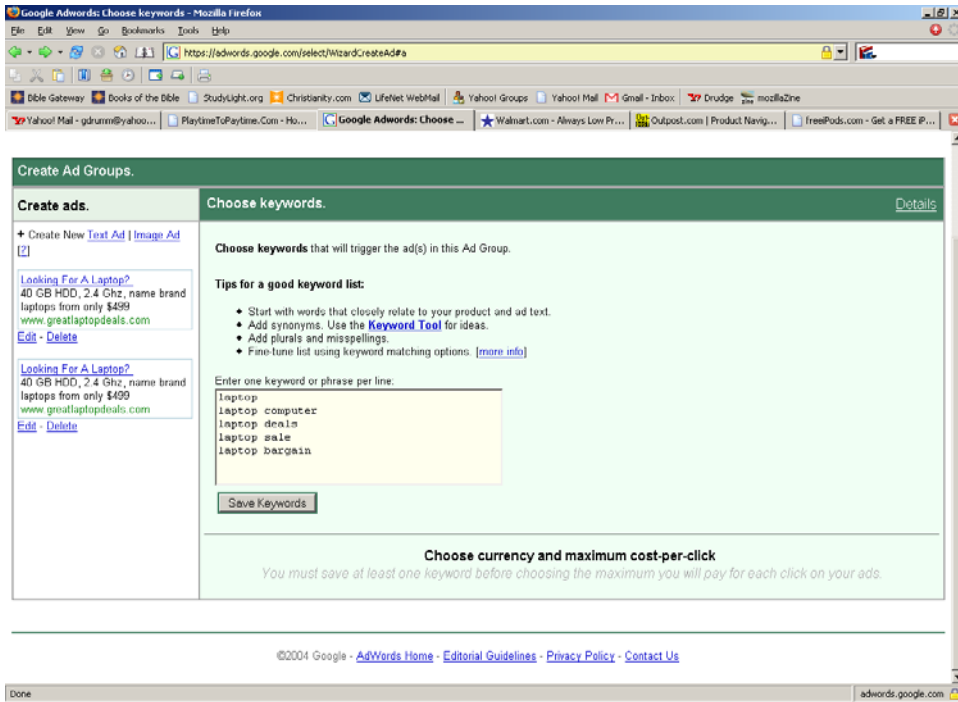 Google Adwords: Choose keywords - Mozilla Firefox
File Edit View Go Bookmarks Tools Help
https://adwords.google.com/select/WizardCreateAd#a
Bible Gateway Books of the Bible StudyLight.org Christianity.com LifeNet WebMail Yahoo! Groups Yahoo! Mail Gmail - Inbox Drudge mozillaZine
Yahoo! Mail - gdrumm@yahoo... PlaytimeToPaytime.Com - Ho... Google Adwords: Choose ... Walmart.com - Always Low Pr... Outpost.com | Product Navig... freeiPods.com - Get a FREE iP...
Create Ad Groups.
Create ads.
Choose keywords. Details
+ Create New Text Ad | Image Ad
[?]
Looking For A Laptop?
40 GB HDD, 2.4 Ghz, name brand
laptops from only $499
www.greatlaptopdeals.com
Edit - Delete
Looking For A Laptop?
40 GB HDD, 2.4 Ghz, name brand
laptops from only $499
www.greatlaptopdeals.com
Edit - Delete
Choose keywords that will trigger the ad(s) in this Ad Group.
Tips for a good keyword list:
Start with words that closely relate to your product and ad text.
Add synonyms. Use the Keyword Tool for ideas.
Add plurals and misspellings.
Fine-tune list using keyword matching options. [more info]
Enter one keyword or phrase per line:
laptop
laptop computer
laptop deals
laptop sale
laptop bargain
Save Keywords
Choose currency and maximum cost-per-click
You must save at least one keyword before choosing the maximum you will pay for each click on your ads.
©2004 Google - AdWords Home - Editorial Guidelines - Privacy Policy - Contact Us
Done adwords.google.com